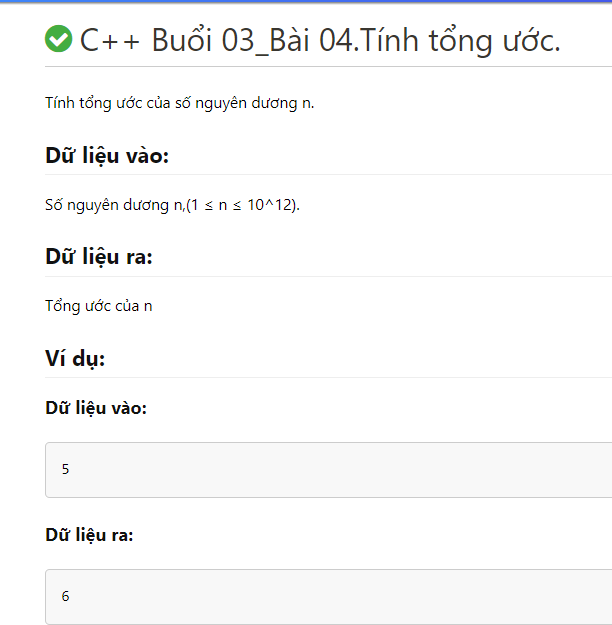 C++ Buổi 03_Bài 04.Tính tổng ước.
Tính tổng ước của số nguyên dương n.
Dữ liệu vào:
Số nguyên dương n,(1 ≤ n ≤ 10^12).
Dữ liệu ra:
Tổng ước của n
Ví dụ:
Dữ liệu vào:
5
Dữ liệu ra:
6